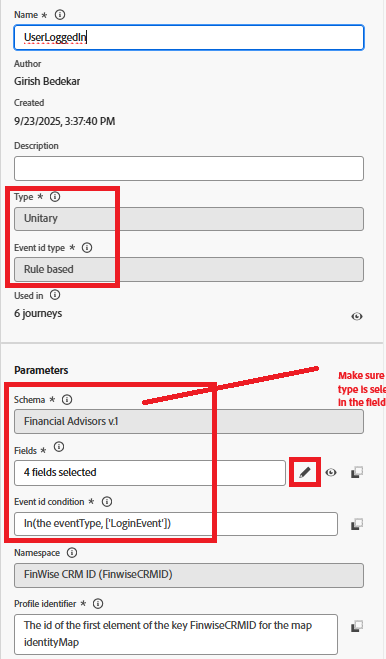 Name *
UserLoggedIn
Author
Girish Bedekar
Created
9/23/2025, 3:37:40 PM
Description
Type *
Unitary
Event id type *
Rule based
Used in
6 journeys
Parameters
Make sure
type is sele
in the field
Schema *
Financial Advisors v.1
Fields *
4 fields selected
Event id condition *
In(the eventType, ['LoginEvent'])
Namespace
FinWise CRM ID (FinwiseCRMID)
Profile identifier *
The id of the first element of the key FinwiseCRMID for the map
identityMap